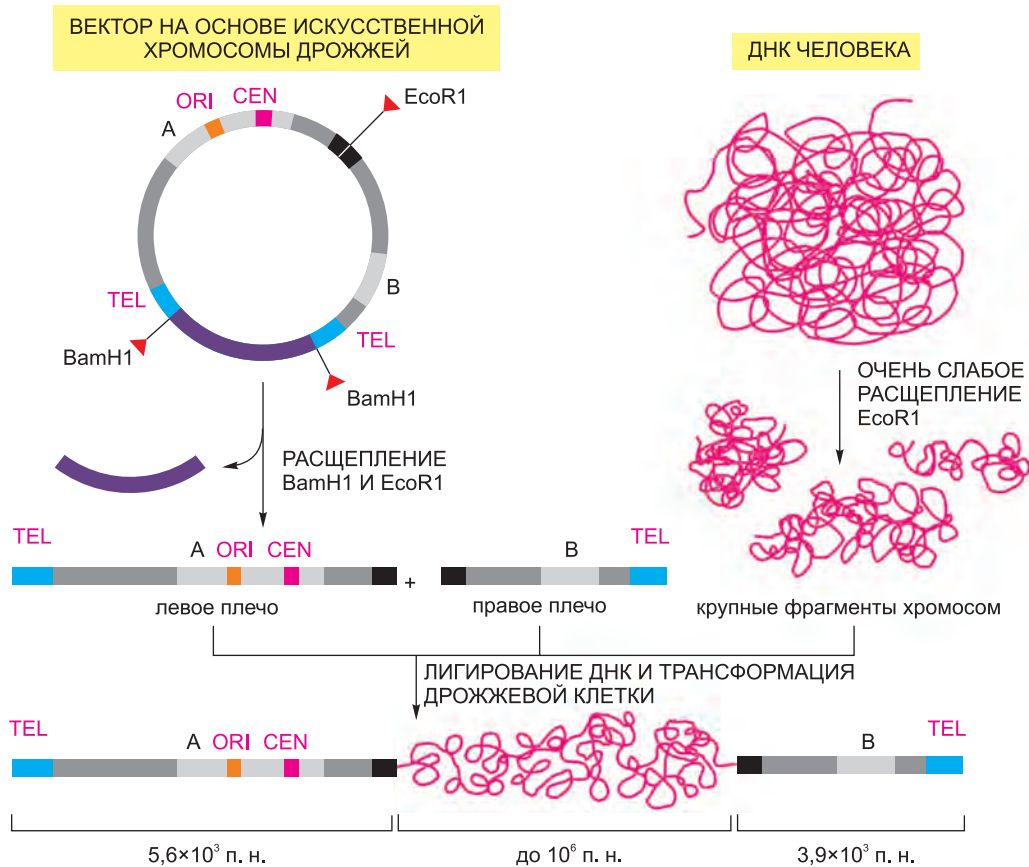 ВЕКТОР НА ОСНОВЕ ИСКУССТВЕННОЙ
ХРОМОСОМЫ ДРОЖЖЕЙ
ДНК ЧЕЛОВЕКА
ORI
CEN
EcoR1
A
B
TEL
TEL
BamH1
BamH1
ОЧЕНЬ СЛАБОЕ
РАСЩЕПЛЕНИЕ
EcoR1
РАСЩЕПЛЕНИЕ
BamH1 И EcoR1
TEL
A
ORI
CEN
B
TEL
+
левое плечо
правое плечо
крупные фрагменты хромосом
ЛИГИРОВАНИЕ ДНК И ТРАНСФОРМАЦИЯ
ДРОЖЖЕВОЙ КЛЕТКИ
TEL
A
ORI
CEN
B
TEL
5,6×10³ п. н.
до 10⁶ п. н.
3,9×10³ п. н.